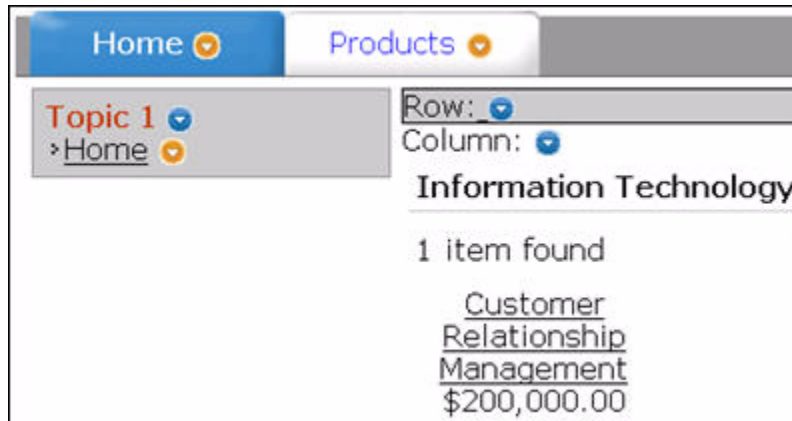 Home
Products
Topic 1
Home
Row:
Column:
Information Technology
1 item found
Customer
Relationship
Management
$200,000.00